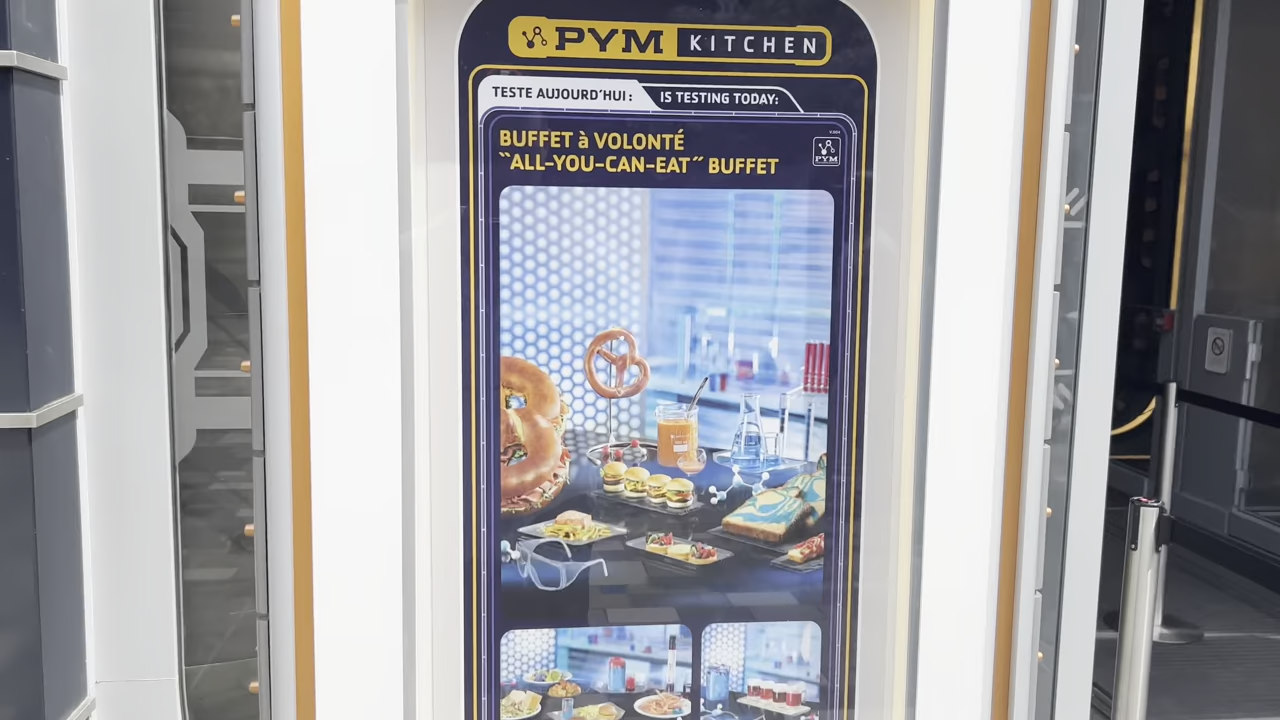 PYM KITCHEN
TESTE AUJOURD'HUI: IS TESTING TODAY:
BUFFET à VOLONTÉ
"ALL-YOU-CAN-EAT" BUFFET
PYM